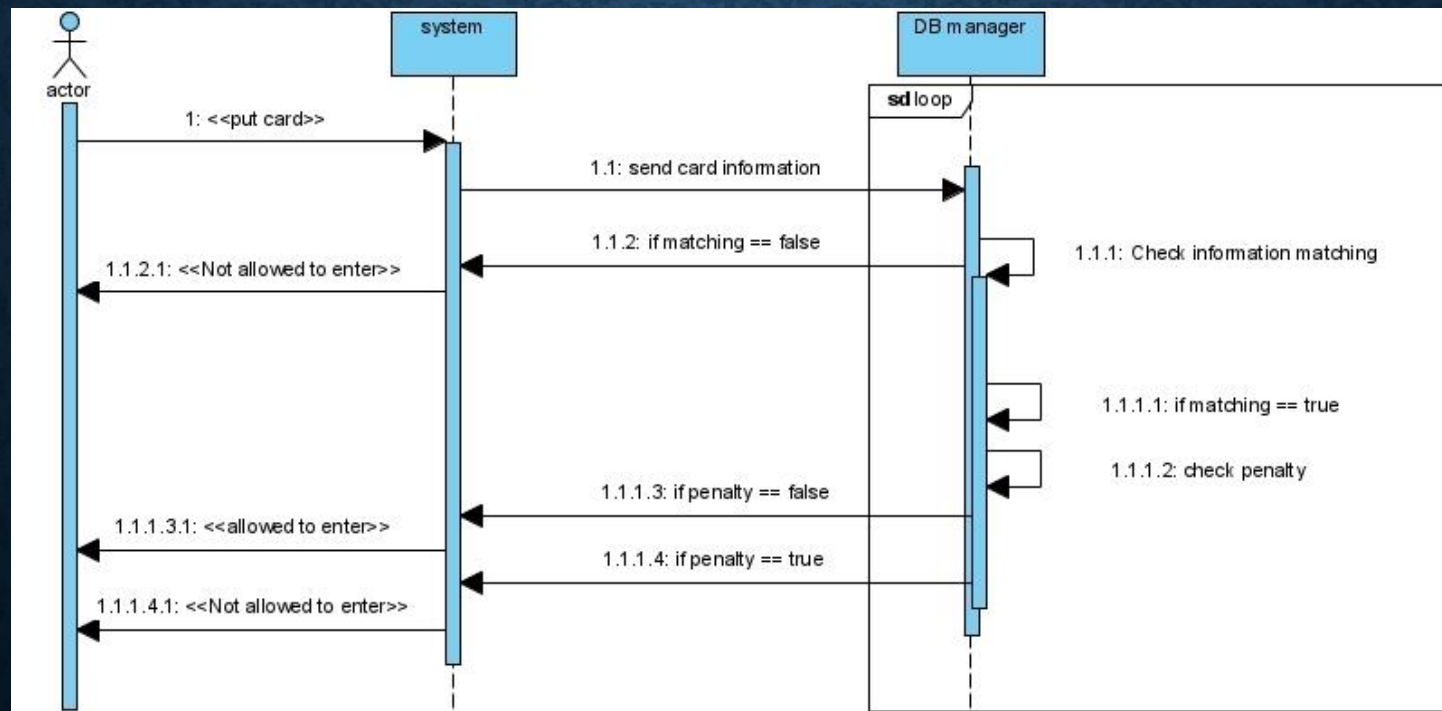 system
DB manager
actor
sd loop
1: <<put card>>
1.1: send card information
1.1.2: if matching == false
1.1.1: Check information matching
1.1.2.1: <<Not allowed to enter>>
1.1.1.1: if matching == true
1.1.1.2: check penalty
1.1.1.3: if penalty == false
1.1.1.3.1: <<allowed to enter>>
1.1.1.4: if penalty == true
1.1.1.4.1: <<Not allowed to enter>>